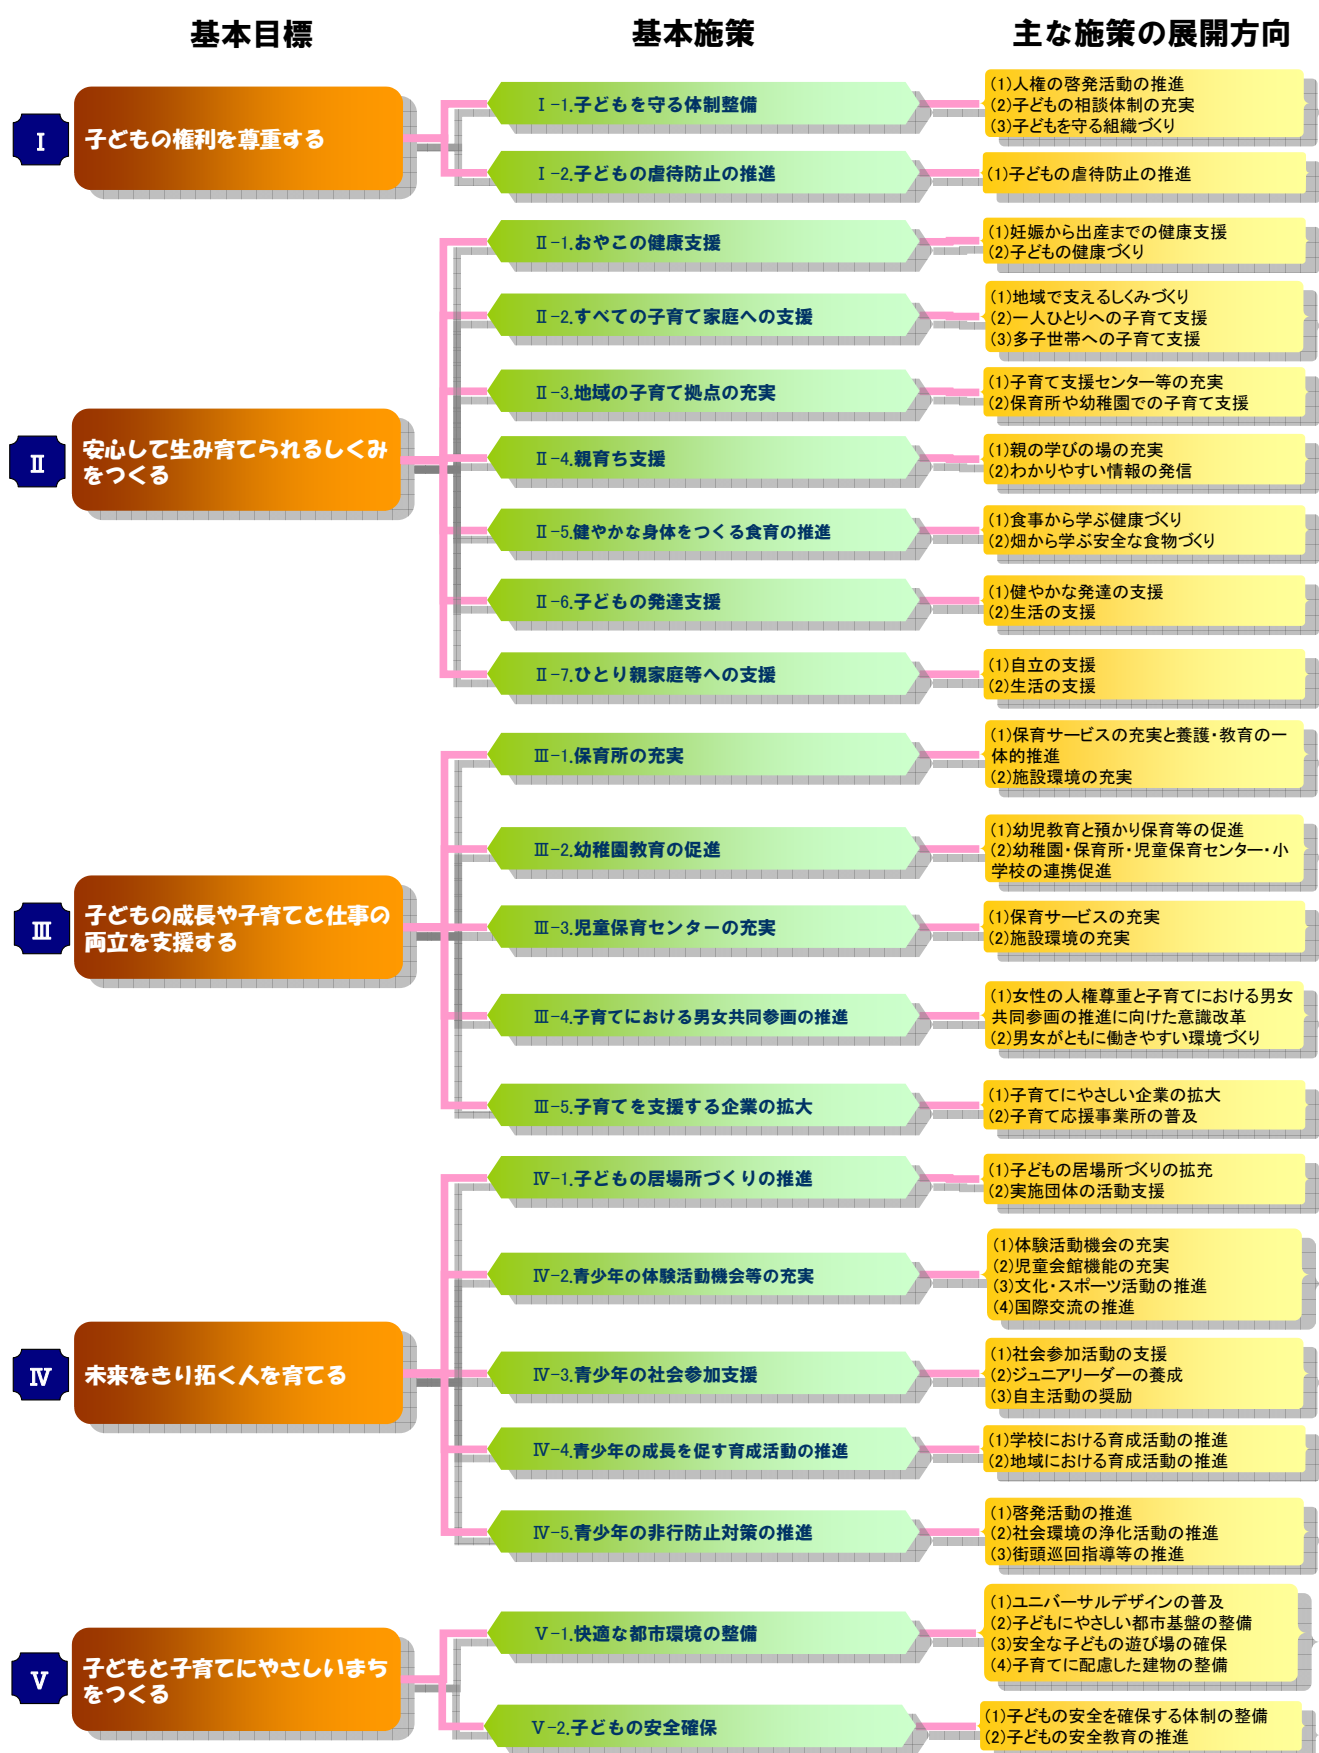 基本目標
基本施策
主な施策の展開方向
Ⅰ
子どもの権利を尊重する
Ⅰ-1.子どもを守る体制整備
(1)人権の啓発活動の推進
(2)子どもの相談体制の充実
(3)子どもを守る組織づくり
Ⅰ-2.子どもの虐待防止の推進
(1)子どもの虐待防止の推進
Ⅱ
安心して生み育てられるしくみ
をつくる
Ⅱ-1.おやこの健康支援
(1)妊娠から出産までの健康支援
(2)子どもの健康づくり
Ⅱ-2.すべての子育て家庭への支援
(1)地域で支えるしくみづくり
(2)一人ひとりへの子育て支援
(3)多子世帯への子育て支援
Ⅱ-3.地域の子育て拠点の充実
(1)子育て支援センター等の充実
(2)保育所や幼稚園での子育て支援
Ⅱ-4.親育ち支援
(1)親の学びの場の充実
(2)わかりやすい情報の発信
Ⅱ-5.健やかな身体をつくる食育の推進
(1)食事から学ぶ健康づくり
(2)畑から学ぶ安全な食物づくり
Ⅱ-6.子どもの発達支援
(1)健やかな発達の支援
(2)生活の支援
Ⅱ-7.ひとり親家庭等への支援
(1)自立の支援
(2)生活の支援
Ⅲ
子どもの成長や子育てと仕事の
両立を支援する
Ⅲ-1.保育所の充実
(1)保育サービスの充実と養護・教育の一
体的推進
(2)施設環境の充実
Ⅲ-2.幼稚園教育の促進
(1)幼児教育と預かり保育等の促進
(2)幼稚園・保育所・児童保育センター・小
学校の連携促進
Ⅲ-3.児童保育センターの充実
(1)保育サービスの充実
(2)施設環境の充実
Ⅲ-4.子育てにおける男女共同参画の推進
(1)女性の人権尊重と子育てにおける男女
共同参画の推進に向けた意識改革
(2)男女がともに働きやすい環境づくり
Ⅲ-5.子育てを支援する企業の拡大
(1)子育てにやさしい企業の拡大
(2)子育て応援事業所の普及
Ⅳ
未来をきり拓く人を育てる
Ⅳ-1.子どもの居場所づくりの推進
(1)子どもの居場所づくりの拡充
(2)実施団体の活動支援
Ⅳ-2.青少年の体験活動機会等の充実
(1)体験活動機会の充実
(2)児童会館機能の充実
(3)文化・スポーツ活動の推進
(4)国際交流の推進
Ⅳ-3.青少年の社会参加支援
(1)社会参加活動の支援
(2)ジュニアリーダーの養成
(3)自主活動の奨励
Ⅳ-4.青少年の成長を促す育成活動の推進
(1)学校における育成活動の推進
(2)地域における育成活動の推進
Ⅳ-5.青少年の非行防止対策の推進
(1)啓発活動の推進
(2)社会環境の浄化活動の推進
(3)街頭巡回指導等の推進
Ⅴ
子どもと子育てにやさしいまち
をつくる
Ⅴ-1.快適な都市環境の整備
(1)ユニバーサルデザインの普及
(2)子どもにやさしい都市基盤の整備
(3)安全な子どもの遊び場の確保
(4)子育てに配慮した建物の整備
Ⅴ-2.子どもの安全確保
(1)子どもの安全を確保する体制の整備
(2)子どもの安全教育の推進